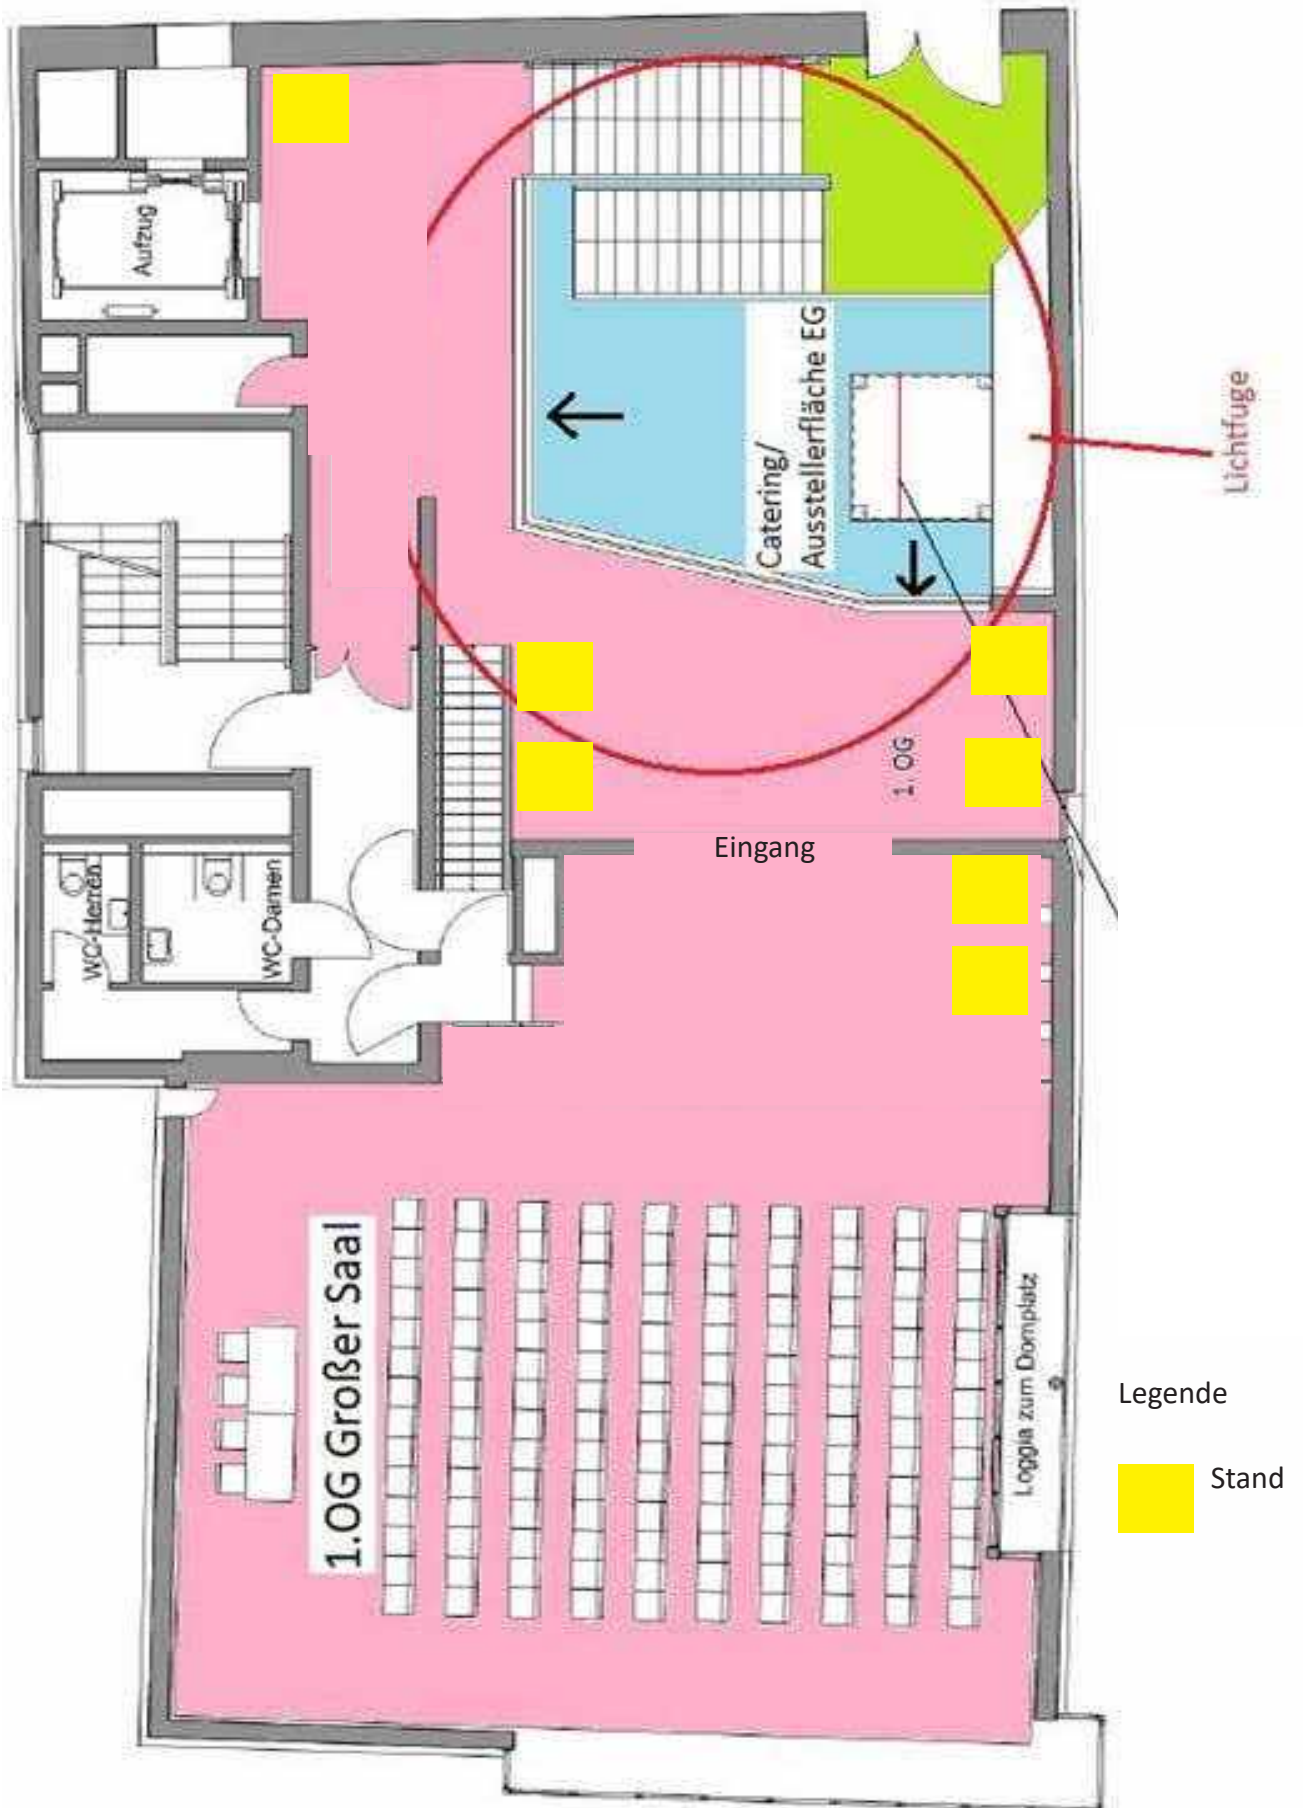 Aufzug
Catering/
Ausstellerfläche EG
Lichtfuge
1. OG
Eingang
WC-Herren
WC-Damen
1.OG Großer Saal
Loggia zum Domplatz
Legende
Stand